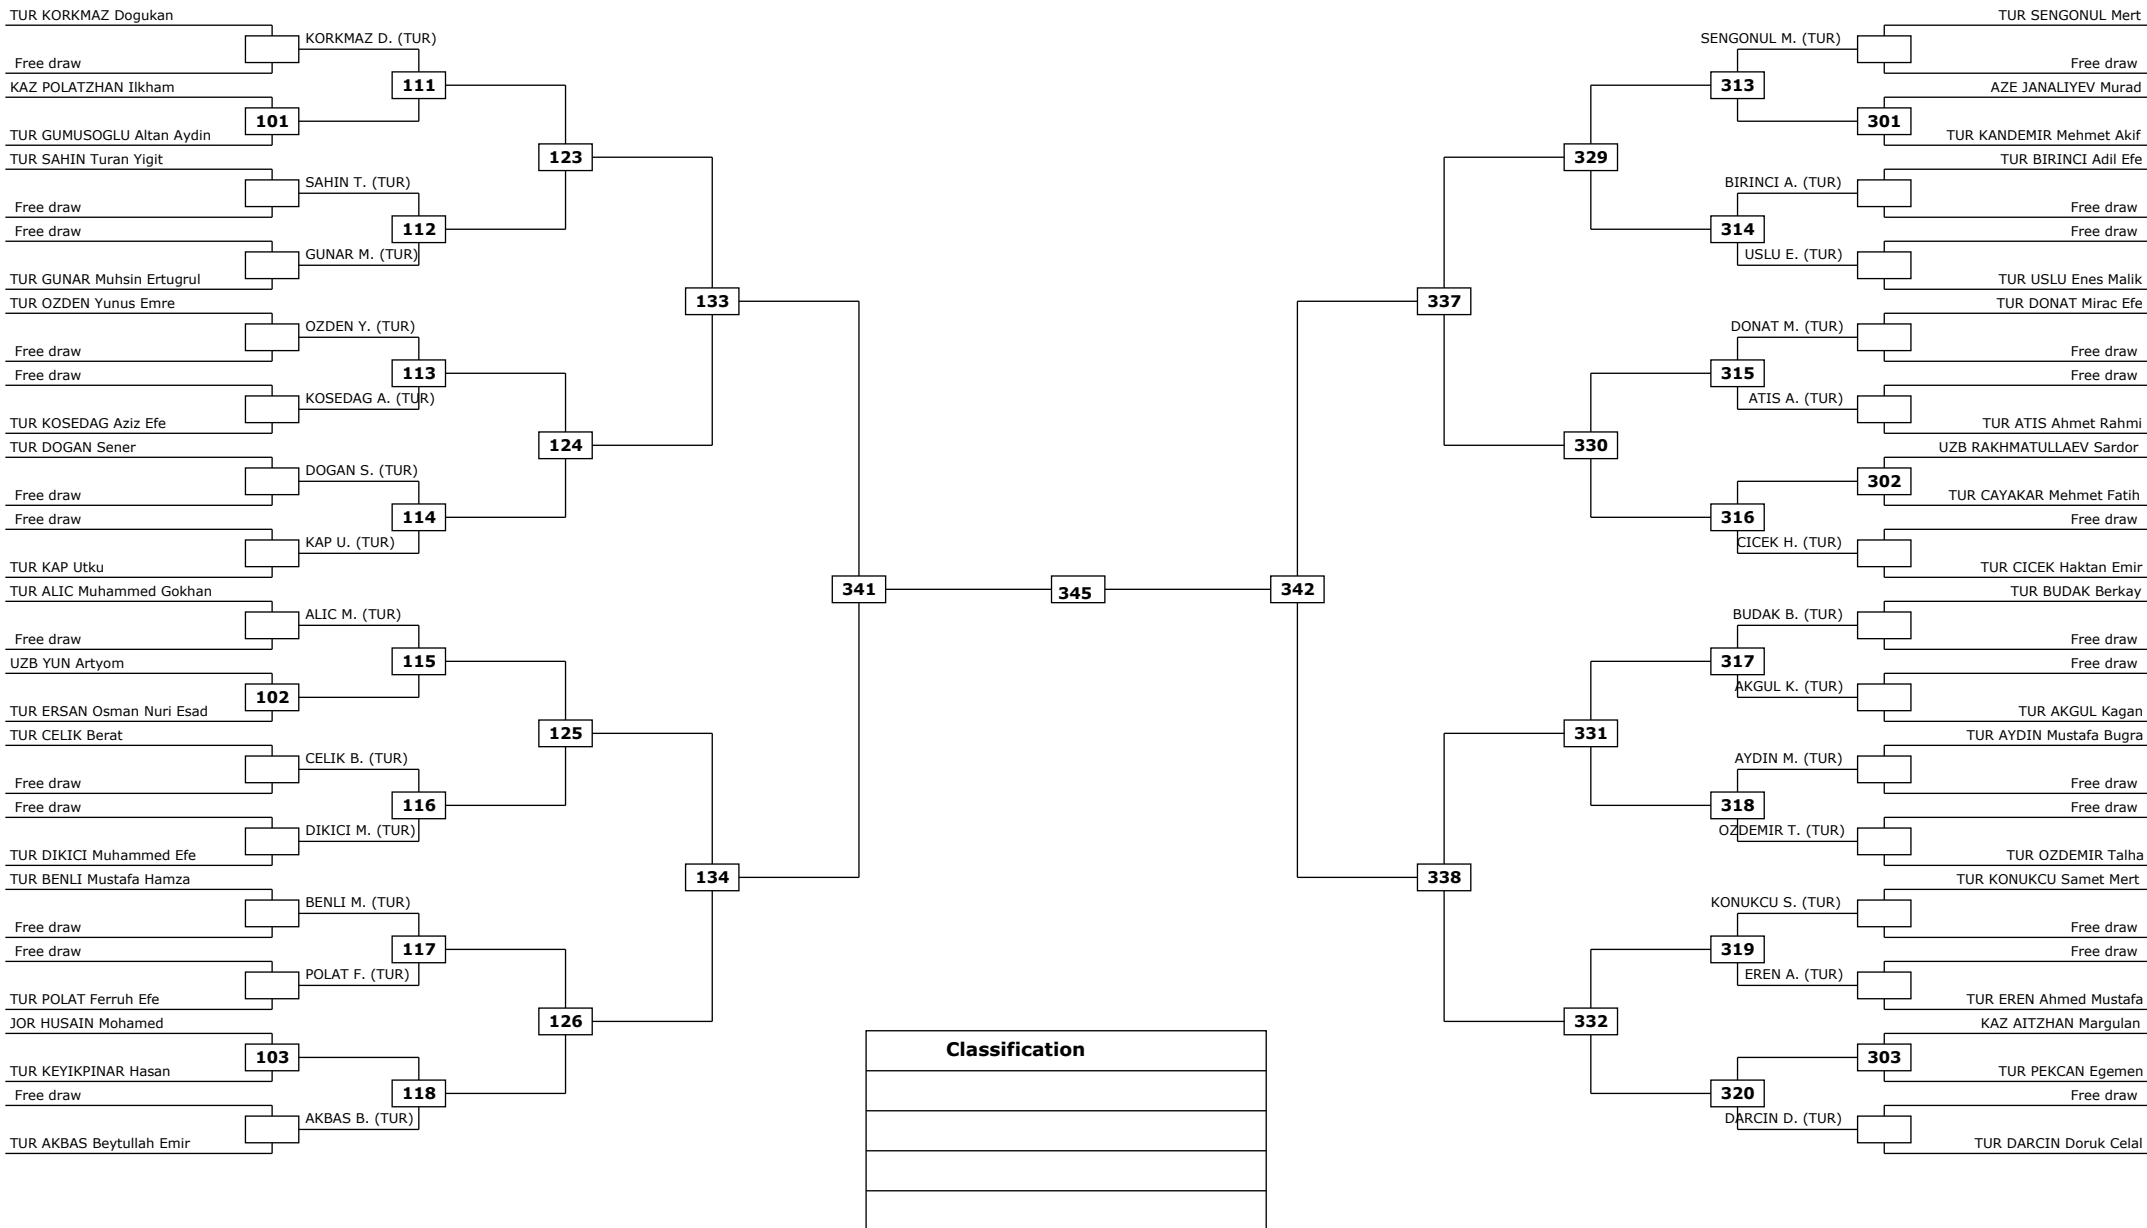 TUR KORKMAZ Dogukan
KORKMAZ D. (TUR)
Free draw
111
KAZ POLATZHAN Ilkham
101
TUR GUMUSOGLU Altan Aydin
123
TUR SAHIN Turan Yigit
SAHIN T. (TUR)
Free draw
112
Free draw
GUNAR M. (TUR)
TUR GUNAR Muhsin Ertugrul
133
TUR OZDEN Yunus Emre
OZDEN Y. (TUR)
Free draw
113
Free draw
KOSEDAG A. (TUR)
TUR KOSEDAG Aziz Efe
124
TUR DOGAN Sener
DOGAN S. (TUR)
Free draw
114
Free draw
KAP U. (TUR)
TUR KAP Utku
341
TUR ALIC Muhammed Gokhan
ALIC M. (TUR)
Free draw
115
UZB YUN Artyom
102
TUR ERSAN Osman Nuri Esad
125
TUR CELIK Berat
CELIK B. (TUR)
Free draw
116
Free draw
DIKICI M. (TUR)
TUR DIKICI Muhammed Efe
134
TUR BENLI Mustafa Hamza
BENLI M. (TUR)
Free draw
117
Free draw
POLAT F. (TUR)
TUR POLAT Ferruh Efe
126
JOR HUSAIN Mohamed
103
TUR KEYIKPINAR Hasan
118
Free draw
AKBAS B. (TUR)
TUR AKBAS Beytullah Emir
345
342
TUR SENGONUL Mert
SENGONUL M. (TUR)
Free draw
313
AZE JANALIYEV Murad
301
TUR KANDEMIR Mehmet Akif
329
TUR BIRINCI Adil Efe
BIRINCI A. (TUR)
Free draw
314
Free draw
USLU E. (TUR)
TUR USLU Enes Malik
337
TUR DONAT Mirac Efe
DONAT M. (TUR)
Free draw
315
Free draw
ATIS A. (TUR)
TUR ATIS Ahmet Rahmi
330
UZB RAKHMATULLAEV Sardor
302
TUR CAYAKAR Mehmet Fatih
316
Free draw
CICEK H. (TUR)
TUR CICEK Haktan Emir
TUR BUDAK Berkay
BUDAK B. (TUR)
Free draw
317
Free draw
AKGUL K. (TUR)
TUR AKGUL Kagan
331
TUR AYDIN Mustafa Bugra
AYDIN M. (TUR)
Free draw
318
Free draw
OZDEMIR T. (TUR)
TUR OZDEMIR Talha
338
TUR KONUKCU Samet Mert
KONUKCU S. (TUR)
Free draw
319
Free draw
EREN A. (TUR)
TUR EREN Ahmed Mustafa
332
KAZ AITZHAN Margulan
303
TUR PEKCAN Egemen
320
Free draw
DARCIN D. (TUR)
TUR DARCIN Doruk Celal
Classification